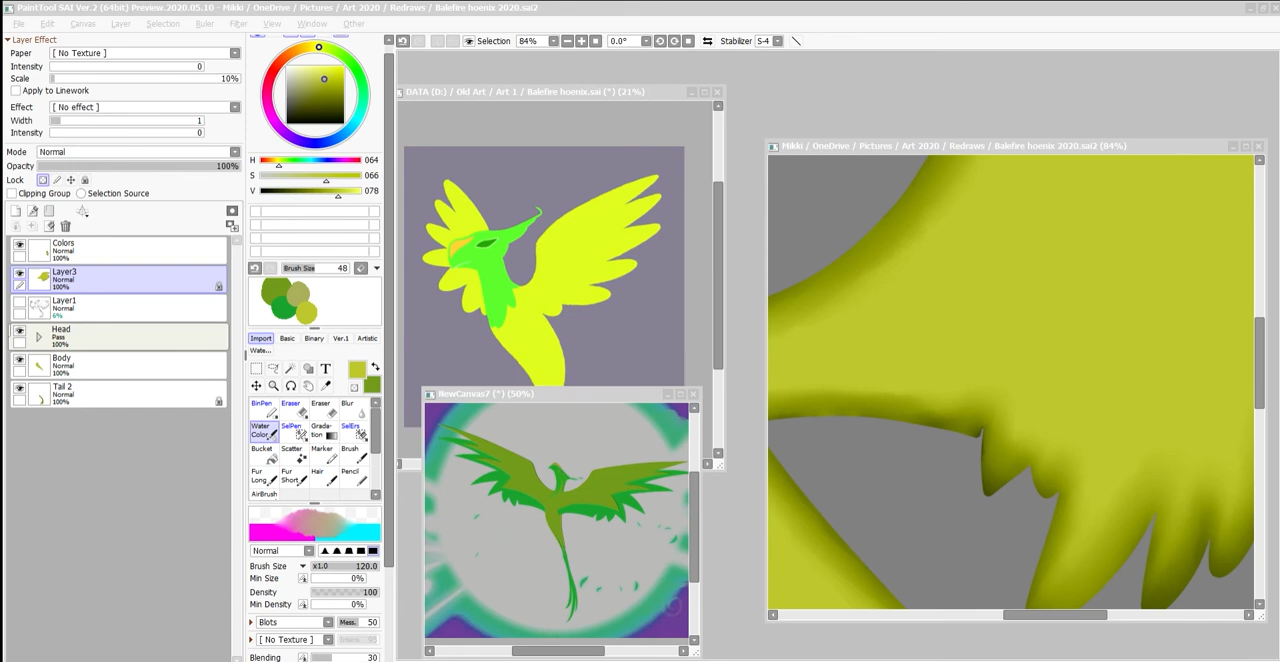 PaintTool SAI Ver.2 (64bit) Preview.2020.05.10 - Mikki / OneDrive / Pictures / Art 2020 / Redraws / Balefire hoenix 2020.sai2
File Edit Canvas Layer Selection Ruler Filter View Window Other
Layer Effect
Paper [ No Texture ]
Intensity 0
Scale 10%
Apply to Linework
Effect [ No effect ]
Width 1
Intensity 0
Mode Normal
Opacity 100%
Lock
Clipping Group Selection Source
Colors
Normal
100%
Layer3
Normal
100%
Layer1
Normal
6%
Head
Pass
100%
Body
Normal
100%
Tail 2
Normal
100%
H 064
S 066
V 078
Brush Size 48
Import Basic Binary Ver.1 Artistic
Wate...
T
BinPen Eraser Eraser Blur
Water Color SelPen Grada-tion SelErs
Bucket Scatter Marker Brush
Fur Long Fur Short Hair Pencil
AirBrush
Normal
Brush Size x1.0 120.0
Min Size 0%
Density 100
Min Density 0%
Blots Mess. 50
[ No Texture ]
Blending 30
Selection 84% 0.0° Stabilizer S-4
DATA (D:) / Old Art / Art 1 / Balefire hoenix.sai (*) (21%)
NewCanvas7 (*) (50%)
Mikki / OneDrive / Pictures / Art 2020 / Redraws / Balefire hoenix 2020.sai2 (*) (84%)